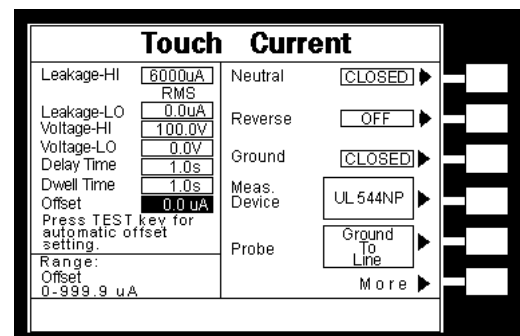 Touch Current
Leakage-HI 6000uA
RMS
Leakage-LO 0.0uA
Voltage-HI 100.0V
Voltage-LO 0.0V
Delay Time 1.0s
Dwell Time 1.0s
Offset 0.0 uA
Press TEST key for
automatic offset
setting.
Range:
Offset
0-999.9 uA
Neutral CLOSED
Reverse OFF
Ground CLOSED
Meas.
Device UL544NP
Probe Ground
To
Line
More